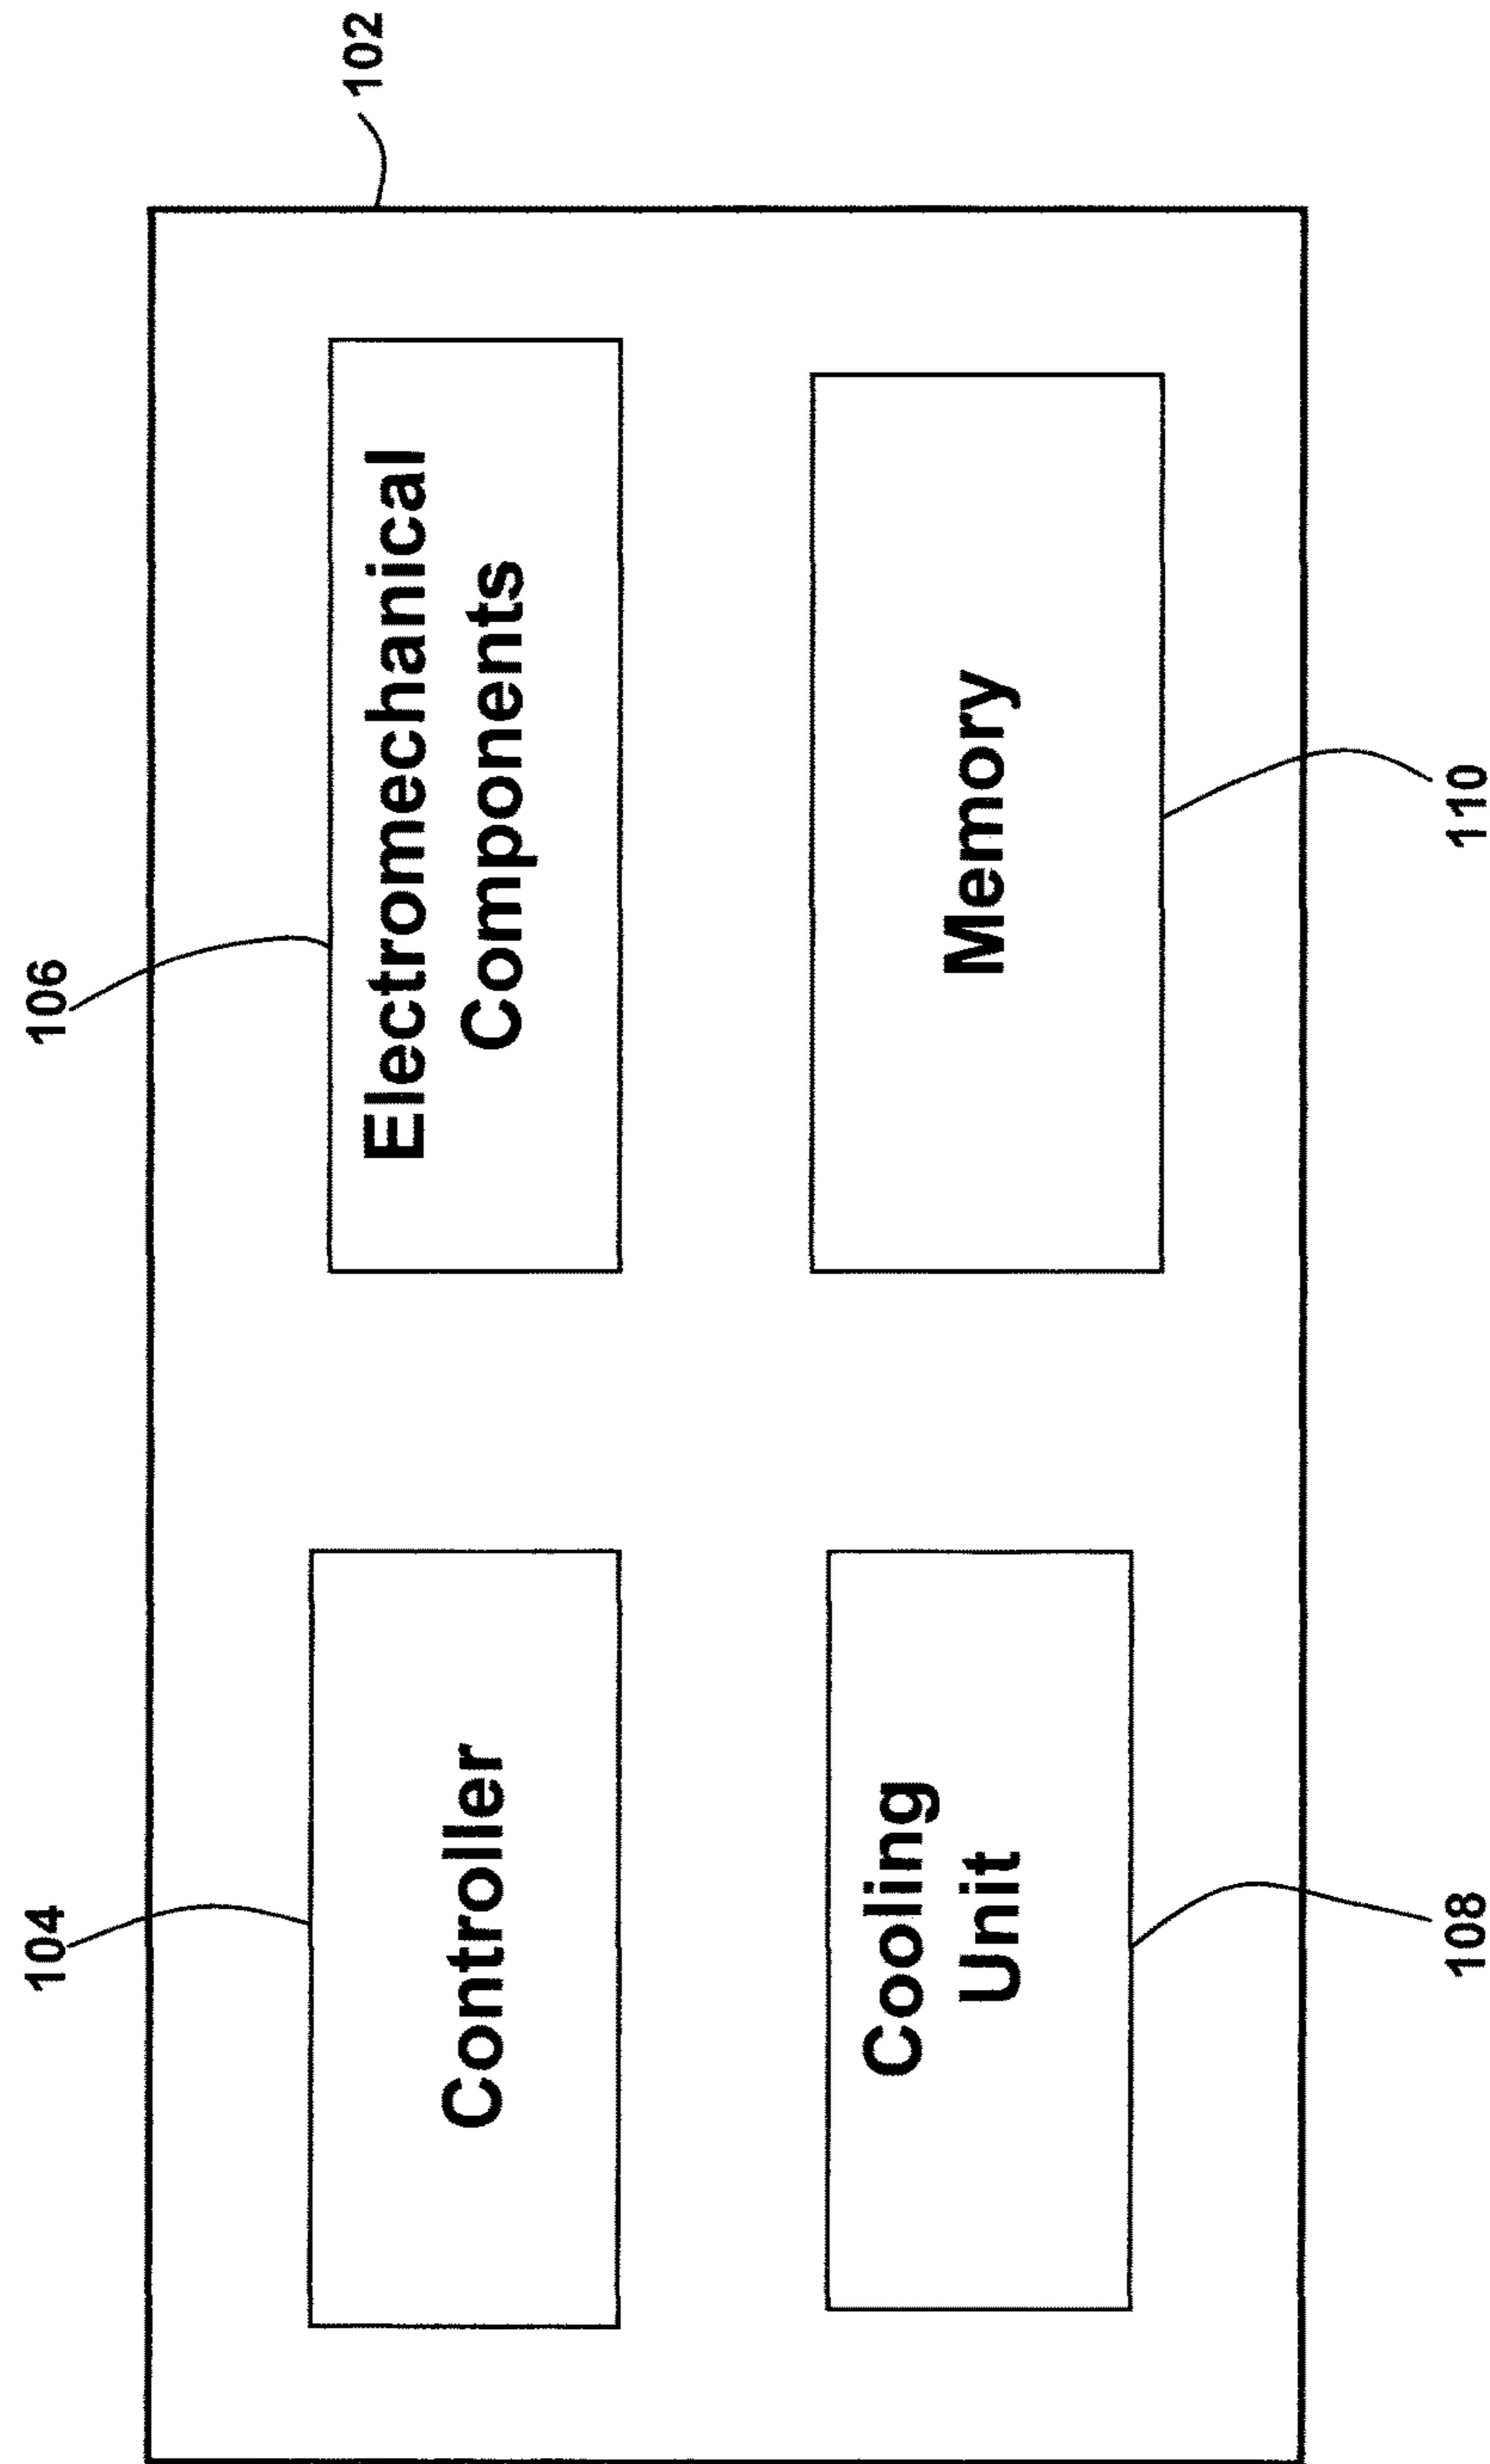 102
104
106
Controller
Electromechanical
Components
Cooling
Unit
Memory
108
110